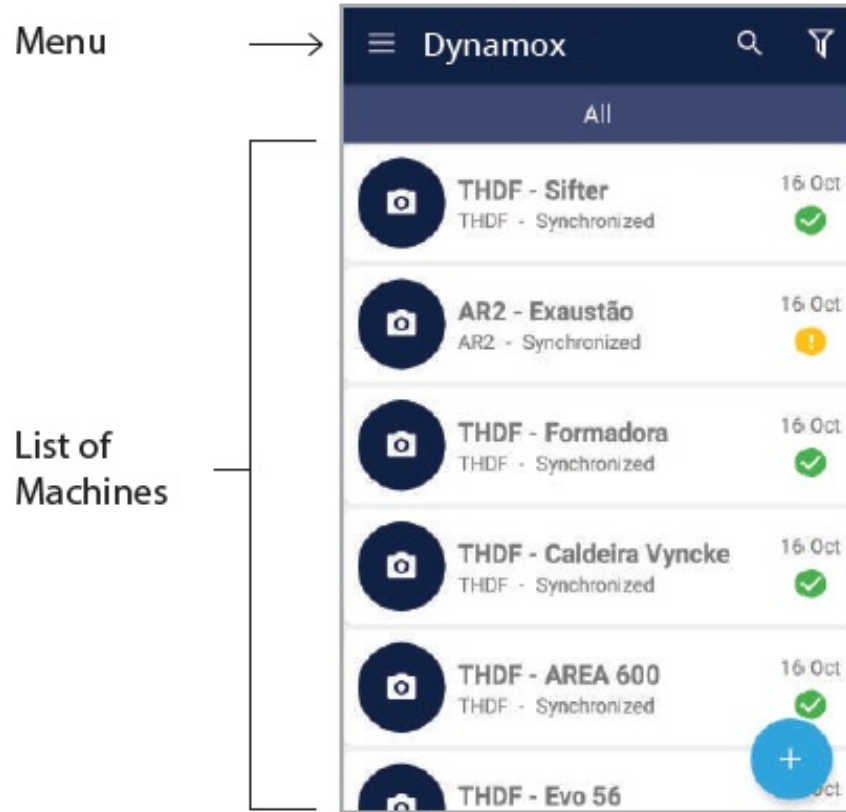 Menu
Dynamox
All
THDF - Sifter
16 Oct
THDF - Synchronized
AR2 - Exaustão
16 Oct
AR2 - Synchronized
List of
Machines
THDF - Formadora
16 Oct
THDF - Synchronized
THDF - Caldeira Vyncke
16 Oct
THDF - Synchronized
THDF - AREA 600
16 Oct
THDF - Synchronized
THDF - Evo 56